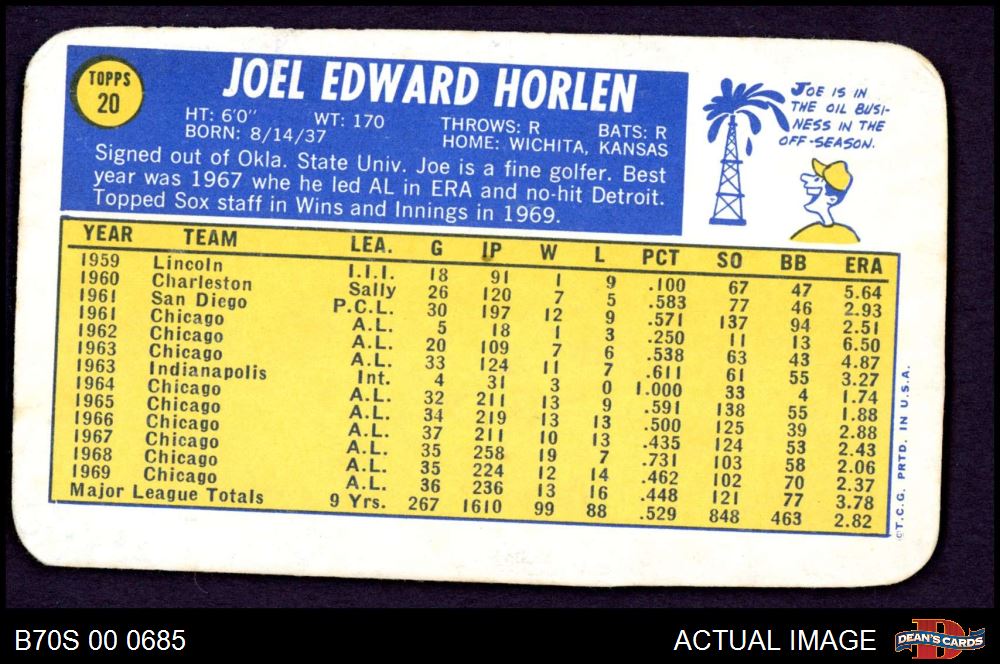 TOPPS
20
JOEL EDWARD HORLEN
HT: 6'0" WT: 170 THROWS: R BATS: R
BORN: 8/14/37 HOME: WICHITA, KANSAS
Signed out of Okla. State Univ. Joe is a fine golfer. Best
year was 1967 whe he led AL in ERA and no-hit Detroit.
Topped Sox staff in Wins and Innings in 1969.
JOE IS IN
THE OIL BUSI-
NESS IN THE
OFF-SEASON.
YEAR TEAM LEA. G IP W L PCT SO BB ERA
1959 Lincoln I.I.I. 18 91 1 9 .100 67 47 5.64
1960 Charleston Sally 26 120 7 5 .583 77 46 2.93
1961 San Diego P.C.L. 30 197 12 9 .571 137 94 2.51
1961 Chicago A.L. 5 18 1 3 .250 11 13 6.50
1962 Chicago A.L. 20 109 7 6 .538 63 43 4.87
1963 Chicago A.L. 33 124 11 7 .611 61 55 3.27
1963 Indianapolis Int. 4 31 3 0 1.000 33 4 1.74
1964 Chicago A.L. 32 211 13 9 .591 138 55 1.88
1965 Chicago A.L. 34 219 13 13 .500 125 39 2.88
1966 Chicago A.L. 37 211 10 13 .435 124 53 2.43
1967 Chicago A.L. 35 258 19 7 .731 103 58 2.06
1968 Chicago A.L. 35 224 12 14 .462 102 70 2.37
1969 Chicago A.L. 36 236 13 16 .448 121 77 3.78
Major League Totals 9 Yrs. 267 1610 99 88 .529 848 463 2.82
©T.C.G. PRTD. IN U.S.A.
B70S 00 0685
ACTUAL IMAGE
DEAN'S CARDS